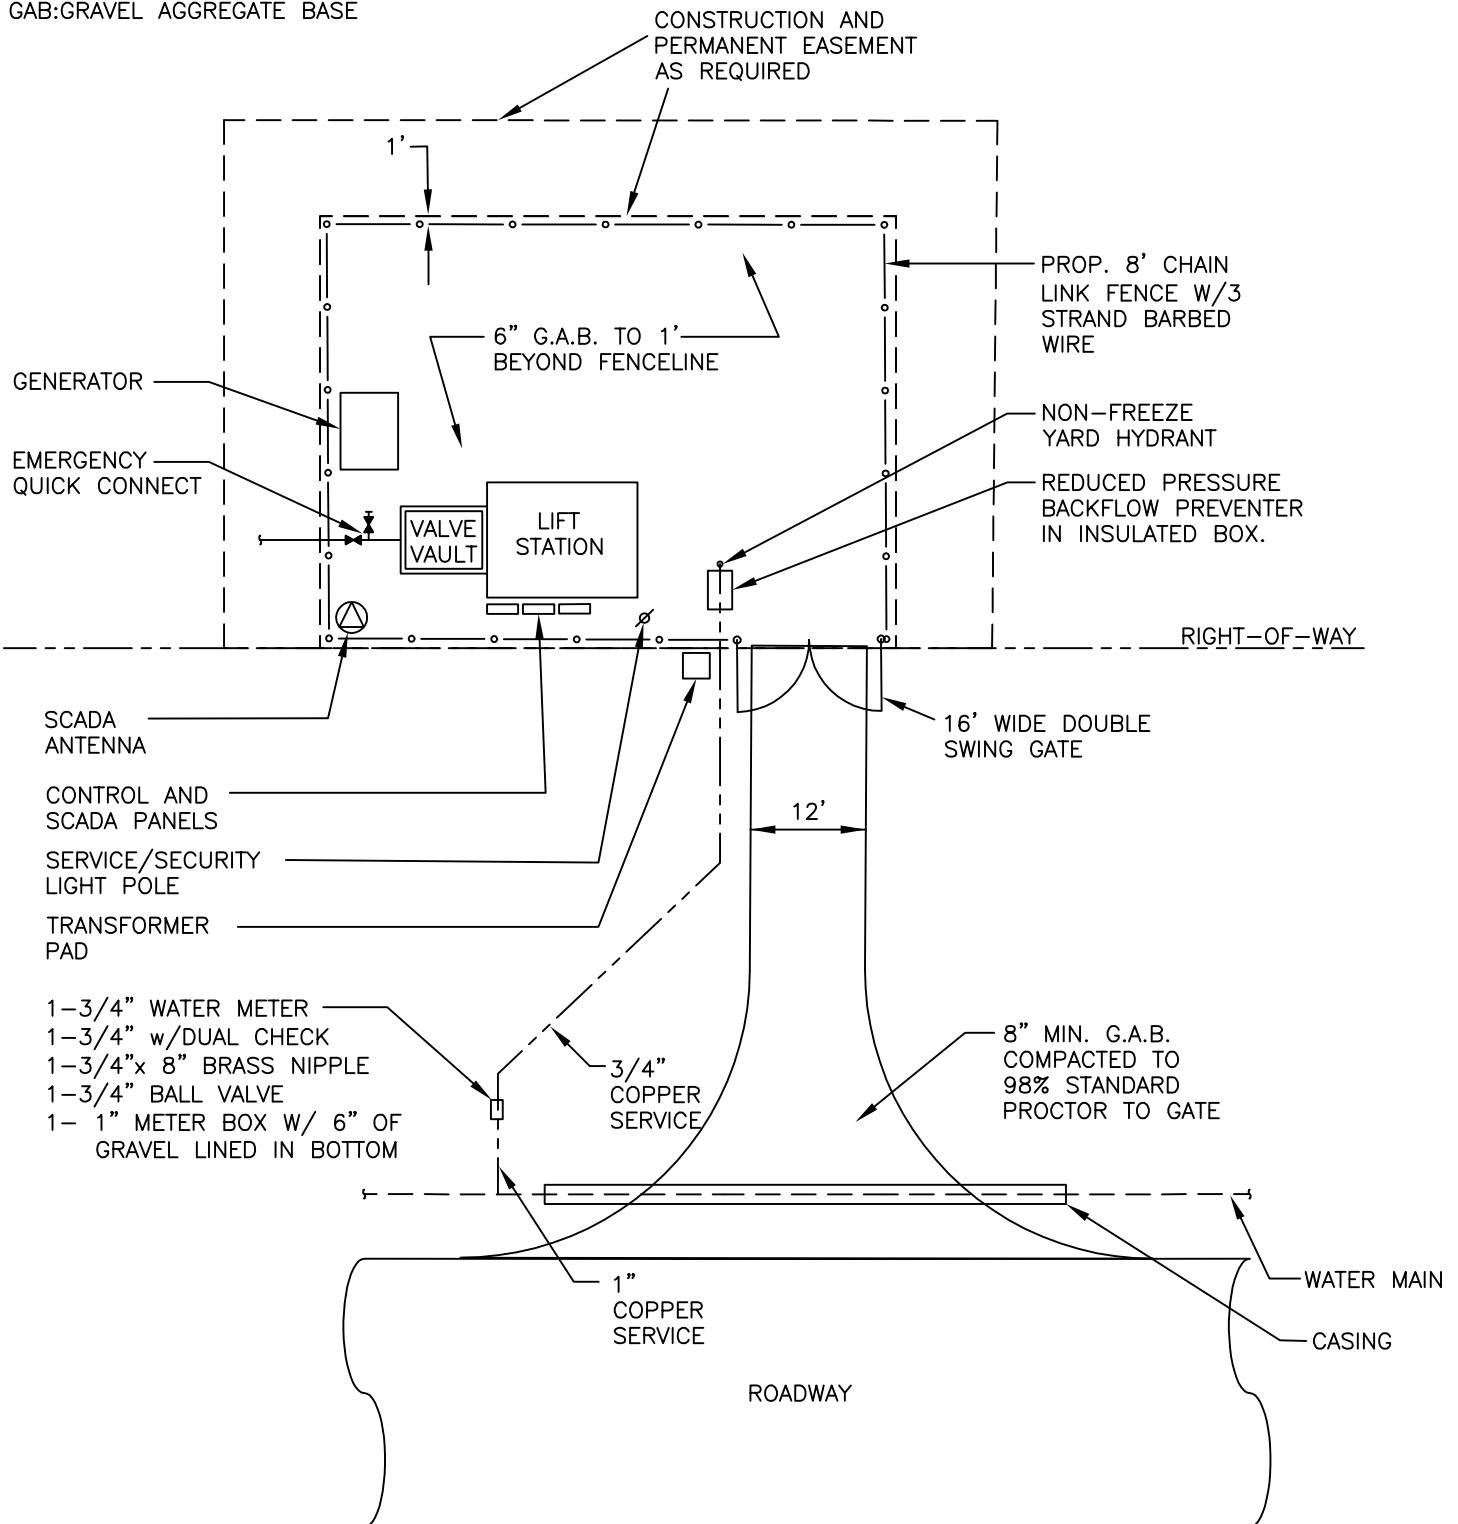 GAB:GRAVEL AGGREGATE BASE
CONSTRUCTION AND
PERMANENT EASEMENT
AS REQUIRED
1'
PROP. 8' CHAIN
LINK FENCE W/3
STRAND BARBED
WIRE
6" G.A.B. TO 1'
BEYOND FENCELINE
GENERATOR
NON-FREEZE
YARD HYDRANT
EMERGENCY
QUICK CONNECT
REDUCED PRESSURE
BACKFLOW PREVENTER
IN INSULATED BOX.
VALVE
VAULT
LIFT
STATION
RIGHT-OF-WAY
SCADA
ANTENNA
16' WIDE DOUBLE
SWING GATE
CONTROL AND
SCADA PANELS
12'
SERVICE/SECURITY
LIGHT POLE
TRANSFORMER
PAD
1-3/4" WATER METER
1-3/4" w/DUAL CHECK
1-3/4"x 8" BRASS NIPPLE
1-3/4" BALL VALVE
1- 1" METER BOX W/ 6" OF
GRAVEL LINED IN BOTTOM
3/4"
COPPER
SERVICE
8" MIN. G.A.B.
COMPACTED TO
98% STANDARD
PROCTOR TO GATE
1"
COPPER
SERVICE
WATER MAIN
CASING
ROADWAY